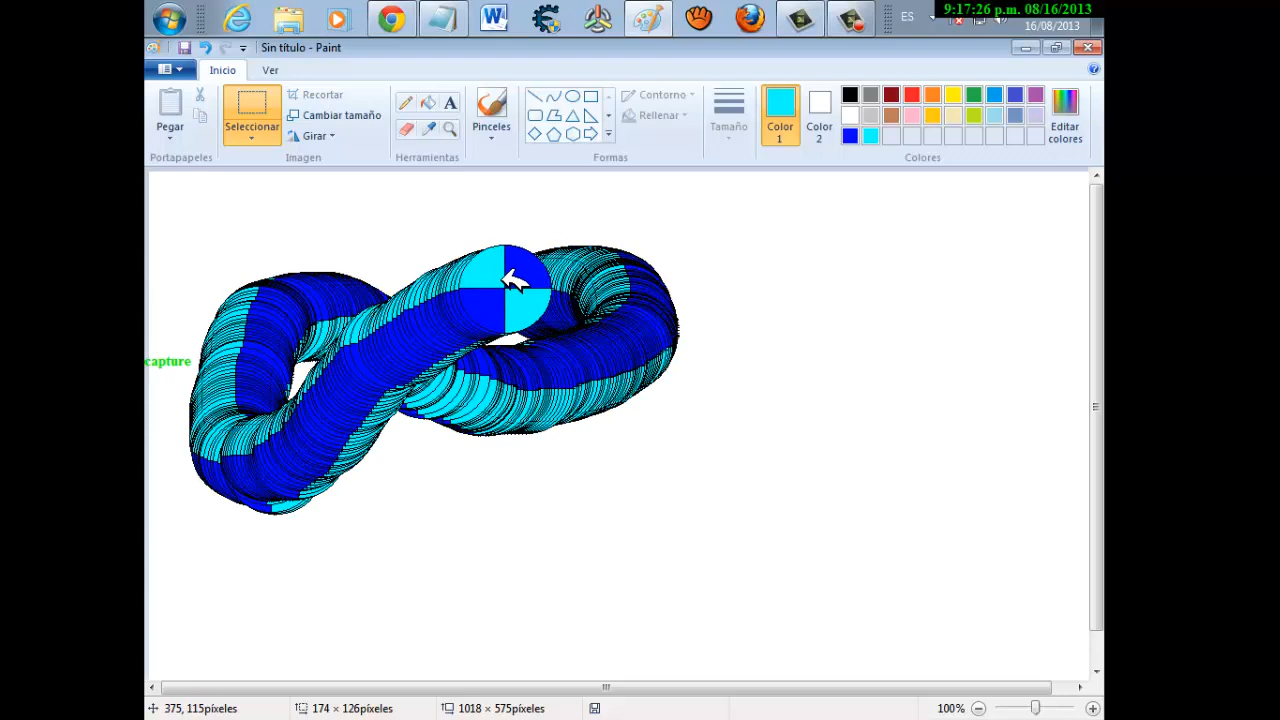 ES
9:17:26 p.m. 08/16/2013
16/08/2013
Sin título - Paint
Inicio Ver
Pegar
Portapapeles
Seleccionar
Recortar
Cambiar tamaño
Girar
Imagen
A
Herramientas
Pinceles
Contorno
Rellenar
Formas
Tamaño
Color
1
Color
2
Editar
colores
Colores
capture
375, 115píxeles
174 × 126píxeles
1018 × 575píxeles
100%